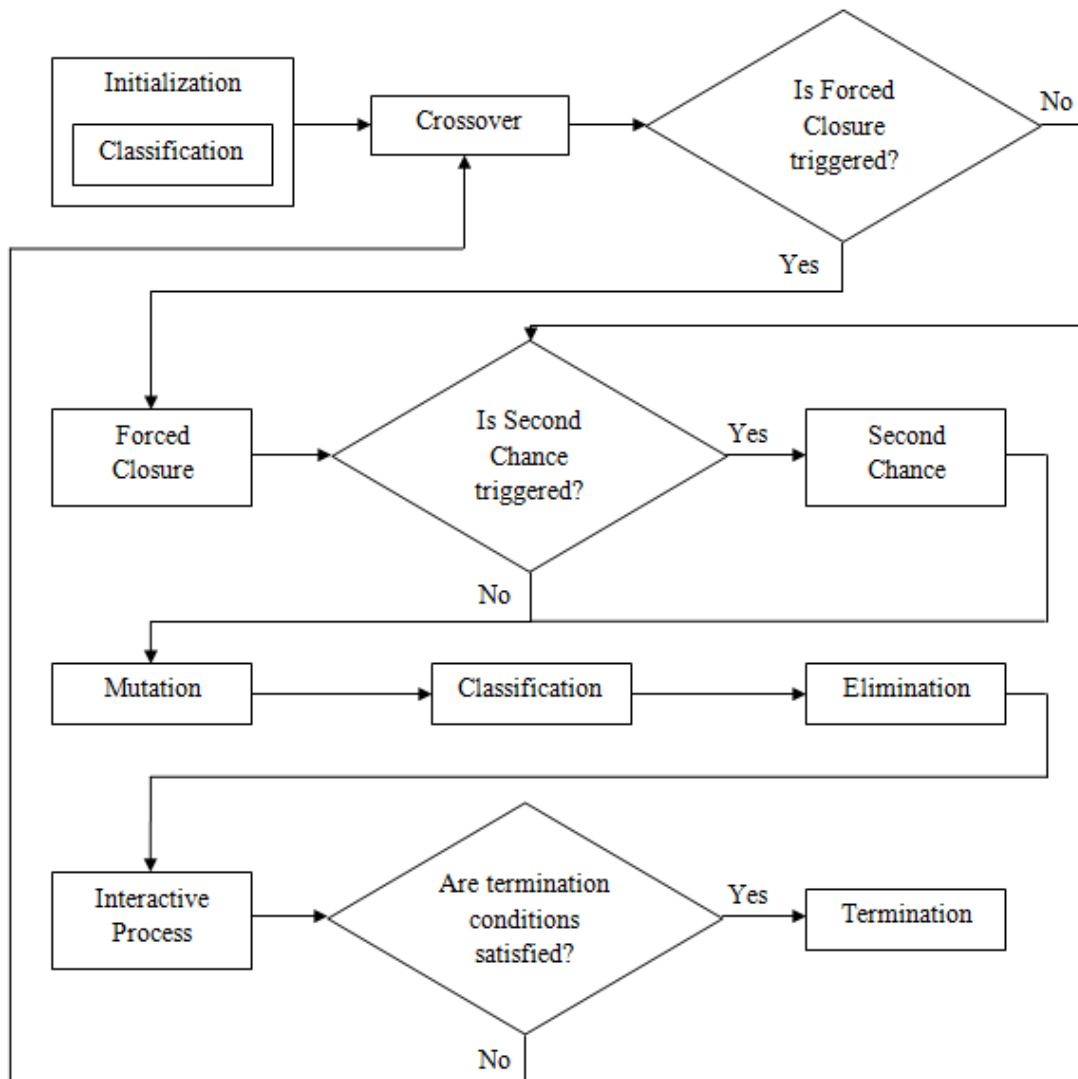 Initialization
Classification
Crossover
Is Forced
Closure
triggered?
No
Yes
Forced
Closure
Is Second
Chance
triggered?
Yes
Second
Chance
No
Mutation
Classification
Elimination
Interactive
Process
Are termination
conditions
satisfied?
Yes
Termination
No